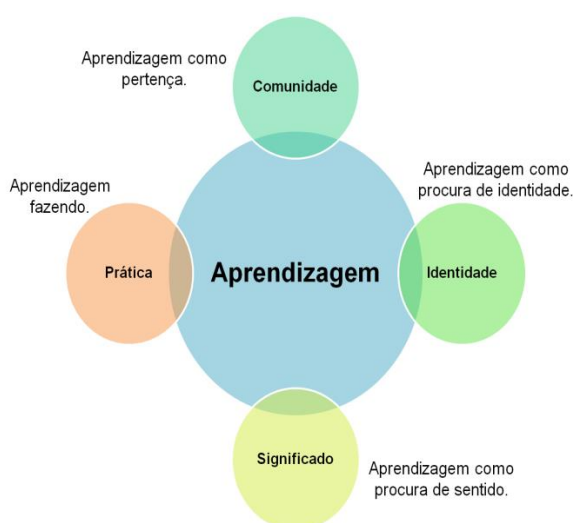 Aprendizagem como
pertença.
Comunidade
Aprendizagem como
procura de identidade.
Aprendizagem
fazendo.
Prática
Aprendizagem
Identidade
Significado
Aprendizagem como
procura de sentido.